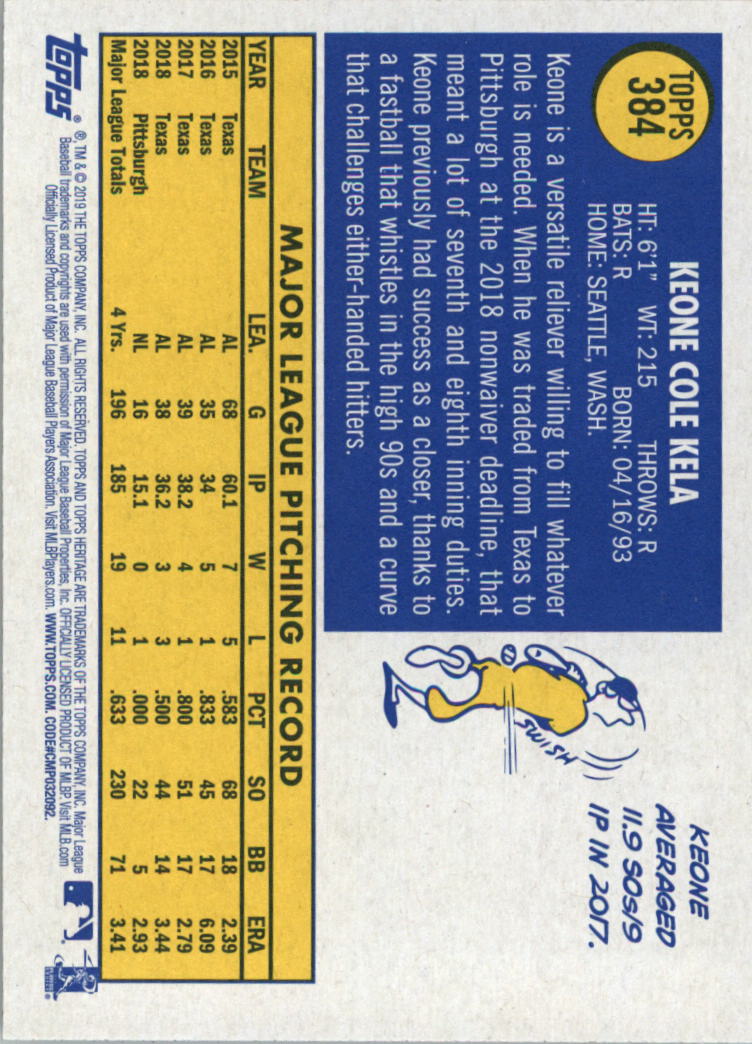 TOPPS
384
KEONE COLE KELA
HT: 6'1" WT: 215 THROWS: R
BATS: R BORN: 04/16/93
HOME: SEATTLE, WASH.
Keone is a versatile reliever willing to fill whatever
role is needed. When he was traded from Texas to
Pittsburgh at the 2018 nonwaiver deadline, that
meant a lot of seventh and eighth inning duties.
Keone previously had success as a closer, thanks to
a fastball that whistles in the high 90s and a curve
that challenges either-handed hitters.
KEONE
AVERAGED
11.9 SOs/9
IP IN 2017.
SWISH
MAJOR LEAGUE PITCHING RECORD
YEAR TEAM LEA. G IP W L PCT SO BB ERA
2015 Texas AL 68 60.1 7 5 .583 68 18 2.39
2016 Texas AL 35 34 5 1 .833 45 17 6.09
2017 Texas AL 39 38.2 4 1 .800 51 17 2.79
2018 Texas AL 38 36.2 3 3 .500 44 14 3.44
2018 Pittsburgh NL 16 15.1 0 1 .000 22 5 2.93
Major League Totals 4 Yrs. 196 185 19 11 .633 230 71 3.41
topps®
®, TM & © 2019 THE TOPPS COMPANY, INC. ALL RIGHTS RESERVED. TOPPS AND TOPPS HERITAGE ARE TRADEMARKS OF THE TOPPS COMPANY, INC. Major League
Baseball trademarks and copyrights are used with permission of Major League Baseball Properties, Inc. OFFICIALLY LICENSED PRODUCT OF MLBP. Visit MLB.com
Officially Licensed Product of Major League Baseball Players Association. Visit MLBPlayers.com. WWW.TOPPS.COM. CODE#CMP032092.